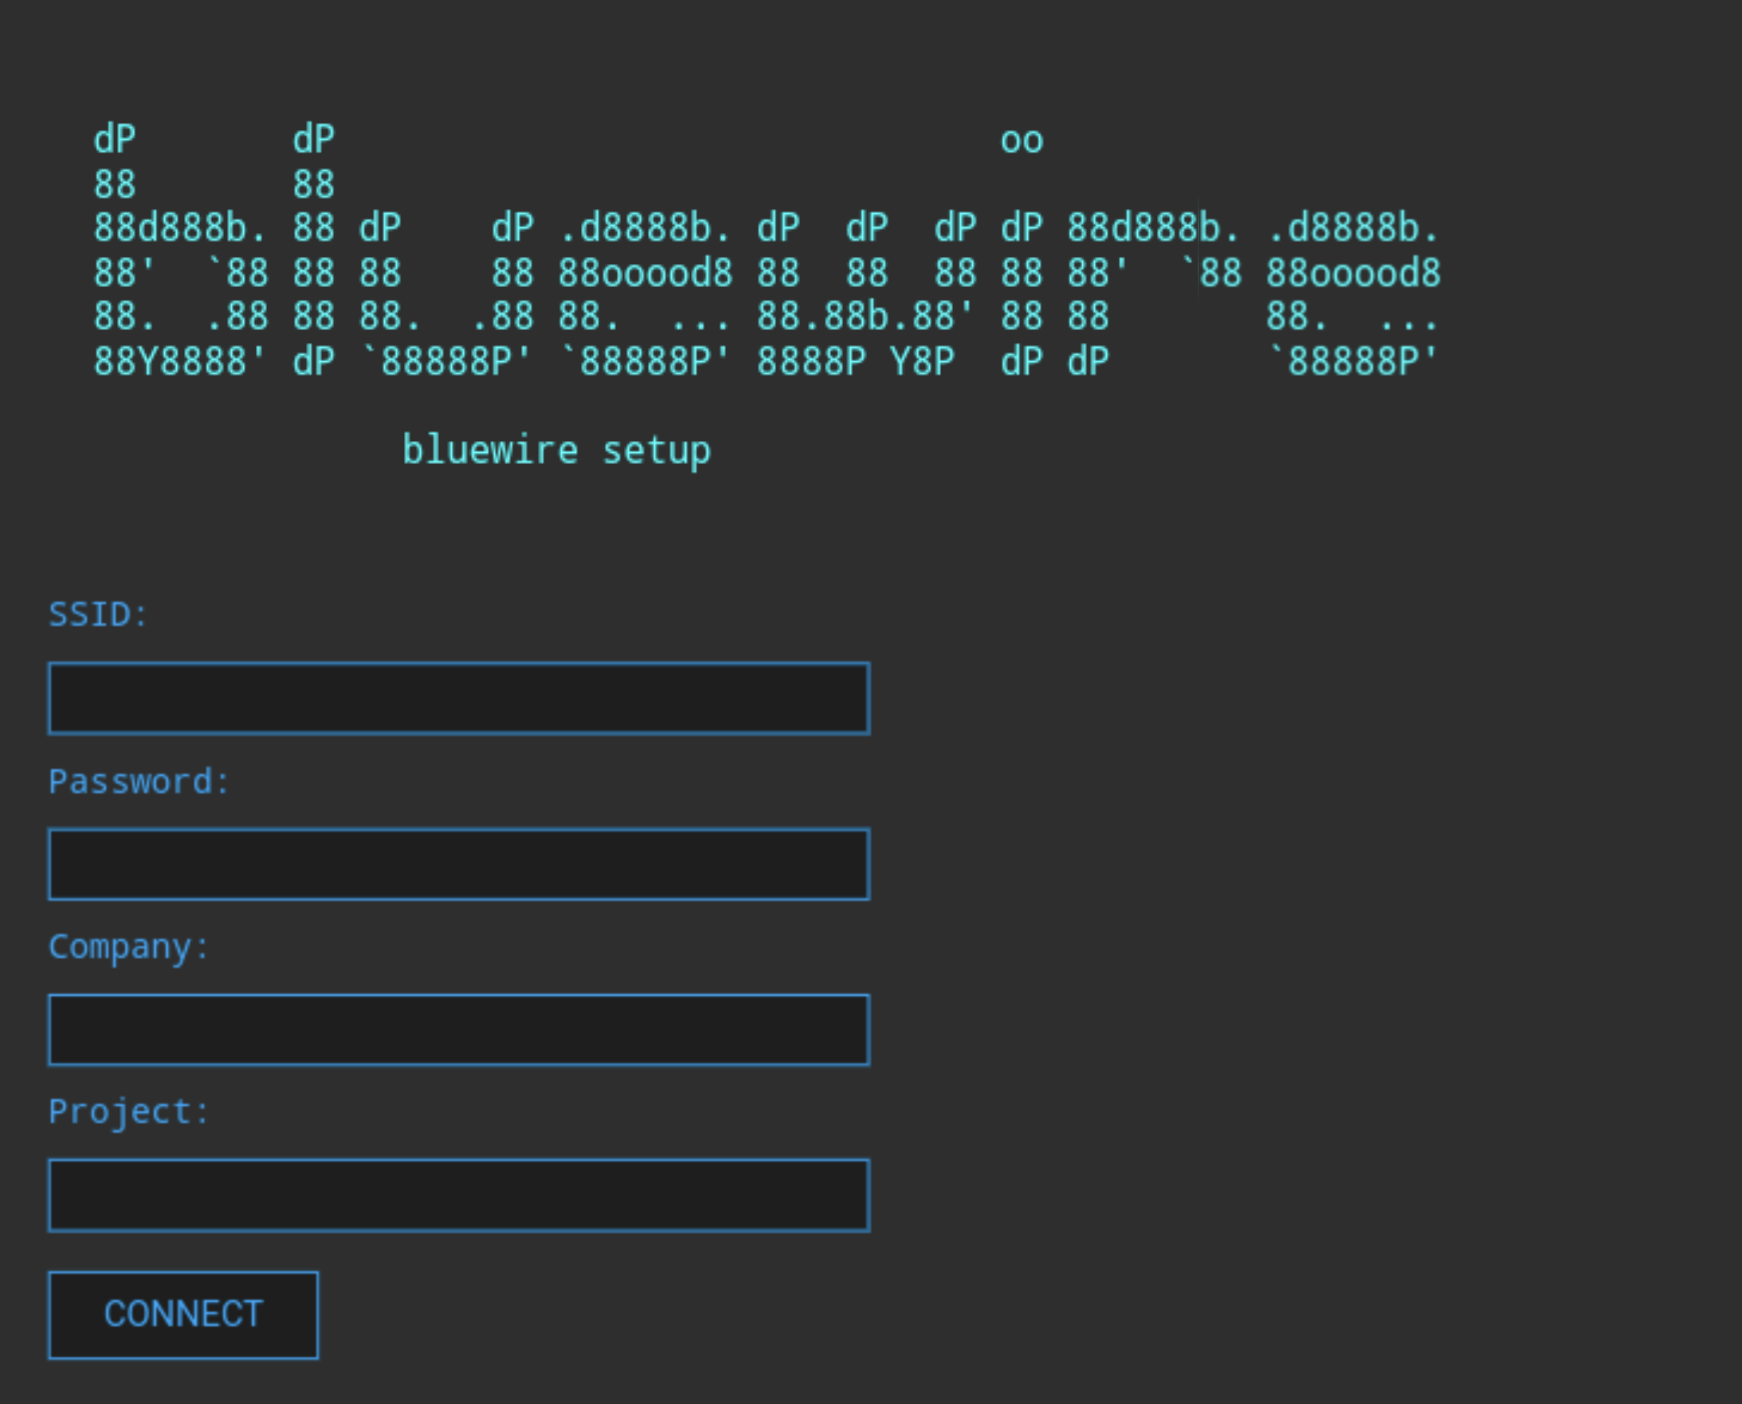 dP       dP                              oo
88       88
88d888b. 88 dP    dP .d8888b. dP  dP  dP dP 88d888b. .d8888b.
88'  `88 88 88    88 88ooood8 88  88  88 88 88'  `88 88ooood8
88.  .88 88 88.  .88 88.  ... 88.88b.88' 88 88       88.  ...
88Y8888' dP `88888P' `88888P' 8888P Y8P  dP dP       `88888P'
bluewire setup
SSID:
Password:
Company:
Project:
CONNECT